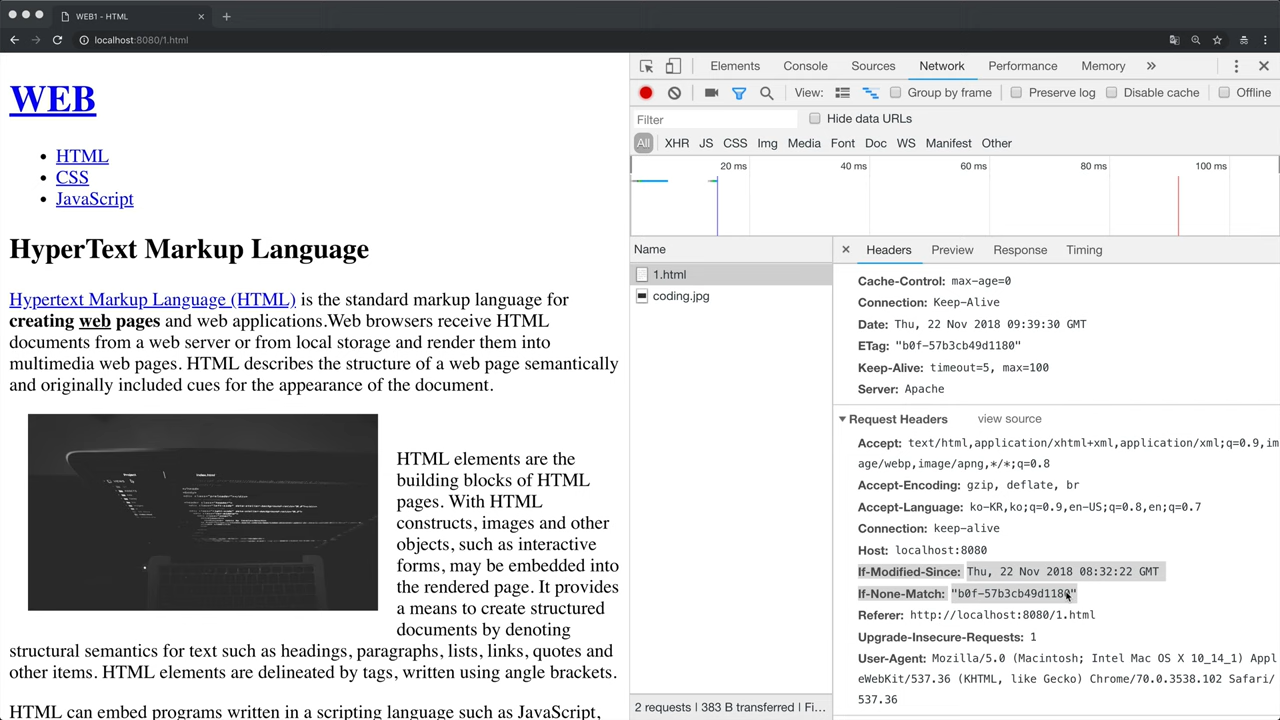 WEB1 - HTML
localhost:8080/1.html
WEB
HTML
CSS
JavaScript
HyperText Markup Language
Hypertext Markup Language (HTML) is the standard markup language for
creating web pages and web applications.Web browsers receive HTML
documents from a web server or from local storage and render them into
multimedia web pages. HTML describes the structure of a web page semantically
and originally included cues for the appearance of the document.
HTML elements are the
building blocks of HTML
pages. With HTML
constructs, images and other
objects, such as interactive
forms, may be embedded into
the rendered page. It provides
a means to create structured
documents by denoting
structural semantics for text such as headings, paragraphs, lists, links, quotes and
other items. HTML elements are delineated by tags, written using angle brackets.
HTML can embed programs written in a scripting language such as JavaScript,
Elements Console Sources Network Performance Memory
View: Group by frame Preserve log Disable cache Offline
Filter Hide data URLs
All XHR JS CSS Img Media Font Doc WS Manifest Other
20 ms 40 ms 60 ms 80 ms 100 ms
Name
1.html
coding.jpg
2 requests | 383 B transferred | Fi...
Headers Preview Response Timing
Cache-Control: max-age=0
Connection: Keep-Alive
Date: Thu, 22 Nov 2018 09:39:30 GMT
ETag: "b0f-57b3cb49d1180"
Keep-Alive: timeout=5, max=100
Server: Apache
Request Headers view source
Accept: text/html,application/xhtml+xml,application/xml;q=0.9,im
age/webp,image/apng,*/*;q=0.8
Accept-Encoding: gzip, deflate, br
Accept-Language: ko-KR,ko;q=0.9,en-US;q=0.8,en;q=0.7
Connection: keep-alive
Host: localhost:8080
If-Modified-Since: Thu, 22 Nov 2018 GMT
If-None-Match: "b0f-57b3cb49d1180"
Referer: http://localhost:8080/1.html
Upgrade-Insecure-Requests: 1
User-Agent: Mozilla/5.0 (Macintosh; Intel Mac OS X 10_14_1) Appl
eWebKit/537.36 (KHTML, like Gecko) Chrome/70.0.3538.102 Safari/
537.36